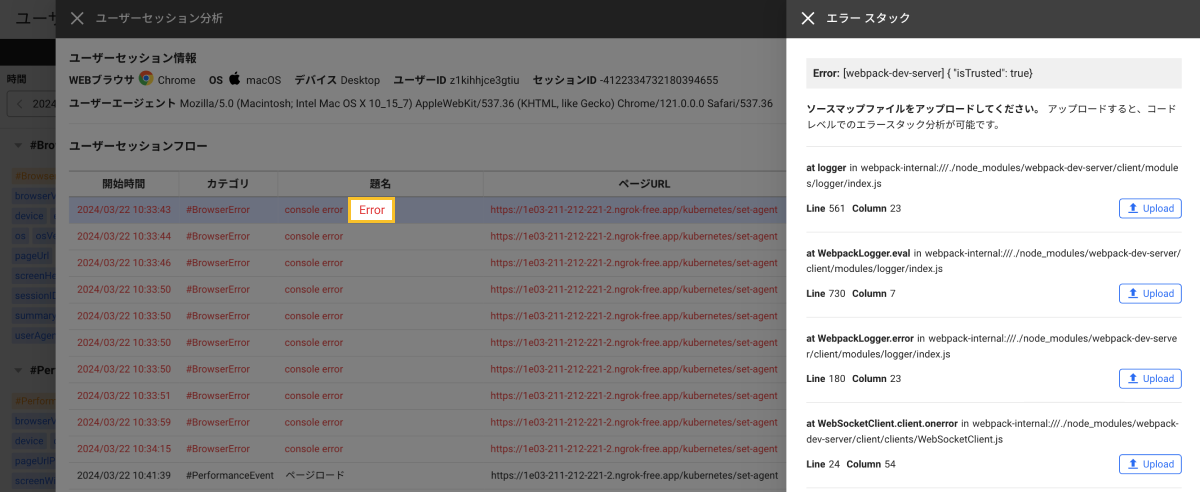 ユーザ
ユーザーセッション分析
エラー スタック
時間
2024
#Brow
#Browser
browserV
device
os osVe
pageUrl
screenHe
sessionID
summary
userAgen
#Perf
#Perform
browserV
device
pageUrlP
screenWi
ユーザーセッション情報
WEBブラウザ Chrome OS macOS デバイス Desktop ユーザーID z1kihhjce3gtiu セッションID -4122334732180394655
ユーザーエージェント Mozilla/5.0 (Macintosh; Intel Mac OS X 10_15_7) AppleWebKit/537.36 (KHTML, like Gecko) Chrome/121.0.0.0 Safari/537.36
ユーザーセッションフロー
開始時間 カテゴリ 題名 ページURL
2024/03/22 10:33:43 #BrowserError console error Error https://1e03-211-212-221-2.ngrok-free.app/kubernetes/set-agent
2024/03/22 10:33:44 #BrowserError console error https://1e03-211-212-221-2.ngrok-free.app/kubernetes/set-agent
2024/03/22 10:33:46 #BrowserError console error https://1e03-211-212-221-2.ngrok-free.app/kubernetes/set-agent
2024/03/22 10:33:50 #BrowserError console error https://1e03-211-212-221-2.ngrok-free.app/kubernetes/set-agent
2024/03/22 10:33:50 #BrowserError console error https://1e03-211-212-221-2.ngrok-free.app/kubernetes/set-agent
2024/03/22 10:33:50 #BrowserError console error https://1e03-211-212-221-2.ngrok-free.app/kubernetes/set-agent
2024/03/22 10:33:50 #BrowserError console error https://1e03-211-212-221-2.ngrok-free.app/kubernetes/set-agent
2024/03/22 10:33:51 #BrowserError console error https://1e03-211-212-221-2.ngrok-free.app/kubernetes/set-agent
2024/03/22 10:33:59 #BrowserError console error https://1e03-211-212-221-2.ngrok-free.app/kubernetes/set-agent
2024/03/22 10:34:15 #BrowserError console error https://1e03-211-212-221-2.ngrok-free.app/kubernetes/set-agent
2024/03/22 10:41:39 #PerformanceEvent ページロード https://1e03-211-212-221-2.ngrok-free.app/kubernetes/set-agent
Error: [webpack-dev-server] { "isTrusted": true}
ソースマップファイルをアップロードしてください。 アップロードすると、コード
レベルでのエラースタック分析が可能です。
at logger in webpack-internal:///./node_modules/webpack-dev-server/client/module
s/logger/index.js
Line 561 Column 23 Upload
at WebpackLogger.eval in webpack-internal:///./node_modules/webpack-dev-server/
client/modules/logger/index.js
Line 730 Column 7 Upload
at WebpackLogger.error in webpack-internal:///./node_modules/webpack-dev-serve
r/client/modules/logger/index.js
Line 180 Column 23 Upload
at WebSocketClient.client.onerror in webpack-internal:///./node_modules/webpack-
dev-server/client/clients/WebSocketClient.js
Line 24 Column 54 Upload